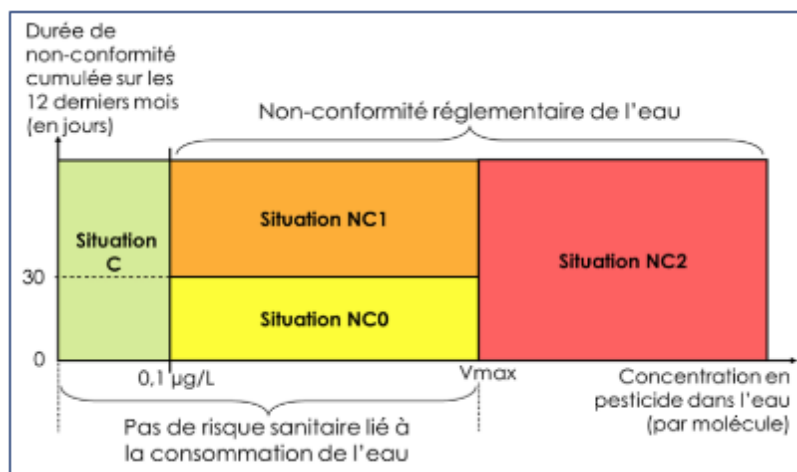 Durée de
non-conformité
cumulée sur les
12 derniers mois
(en jours)
Non-conformité réglementaire de l'eau
Situation
C
Situation NC1
Situation NC2
30
Situation NC0
0
0,1 µg/L
Vmax
Concentration en
pesticide dans l'eau
(par molécule)
Pas de risque sanitaire lié à
la consommation de l'eau